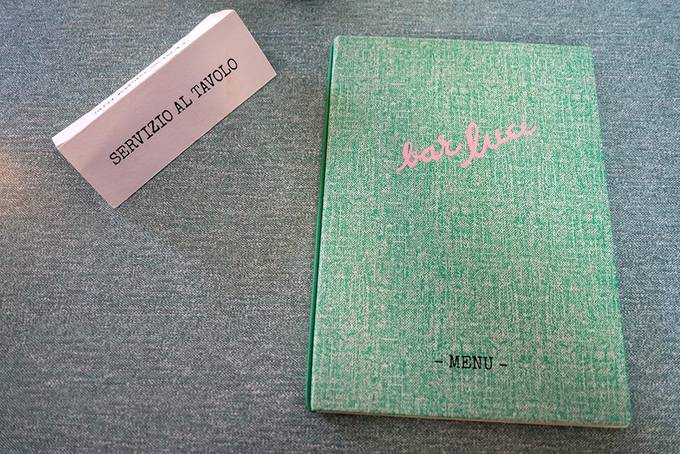 SERVIZIO AL TAVOLO
bar luce
- MENU -